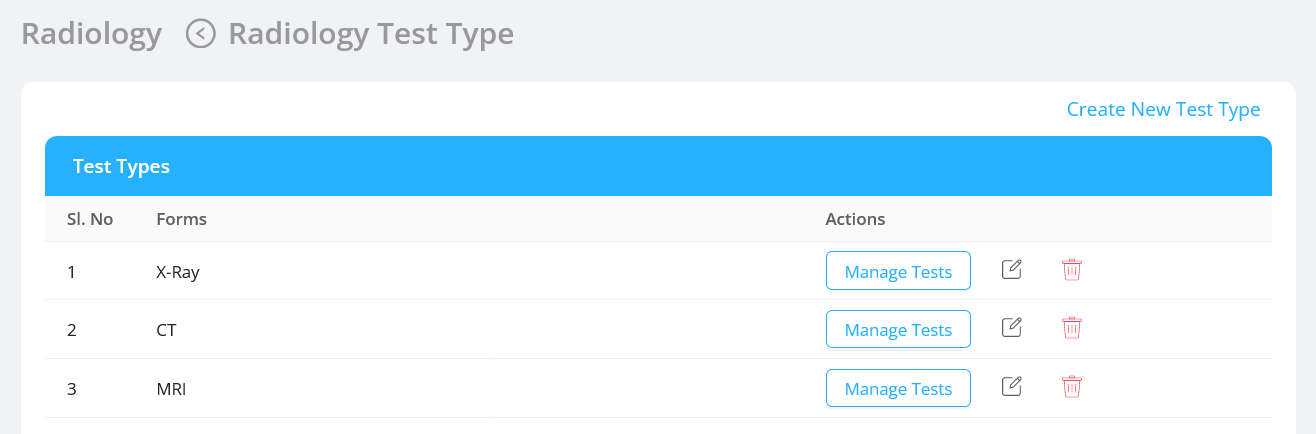 Radiology Radiology Test Type
Create New Test Type
Test Types
Sl. No Forms Actions
1 X-Ray Manage Tests
2 CT Manage Tests
3 MRI Manage Tests